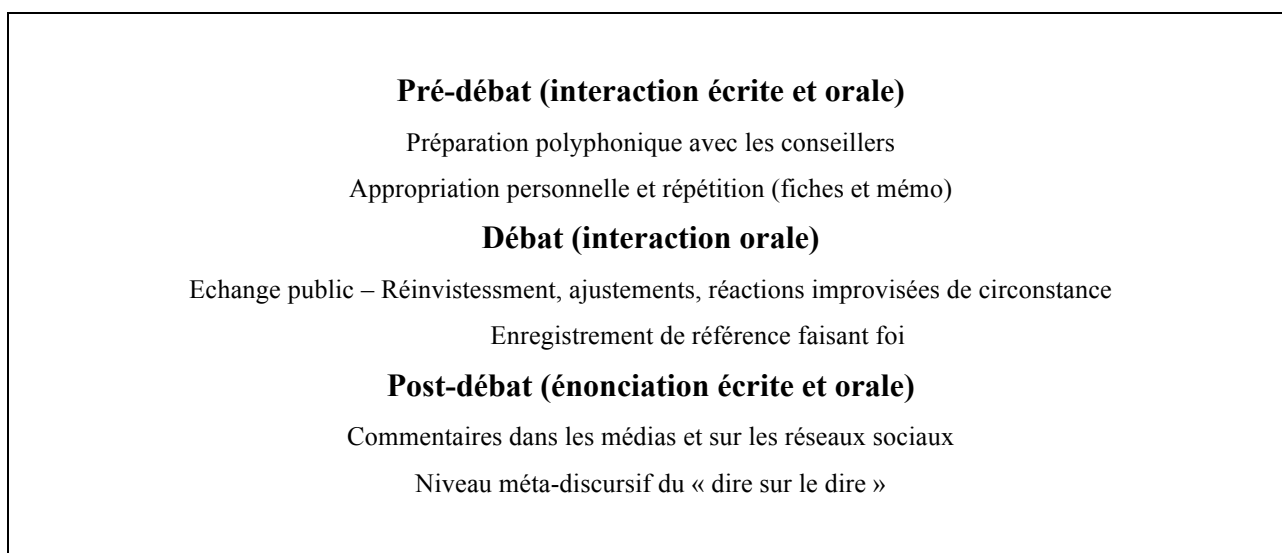 Pré-débat (interaction écrite et orale)
Préparation polyphonique avec les conseillers
Appropriation personnelle et répétition (fiches et mémo)
Débat (interaction orale)
Echange public – Réinvistessment, ajustements, réactions improvisées de circonstance
Enregistrement de référence faisant foi
Post-débat (énonciation écrite et orale)
Commentaires dans les médias et sur les réseaux sociaux
Niveau méta-discursif du « dire sur le dire »